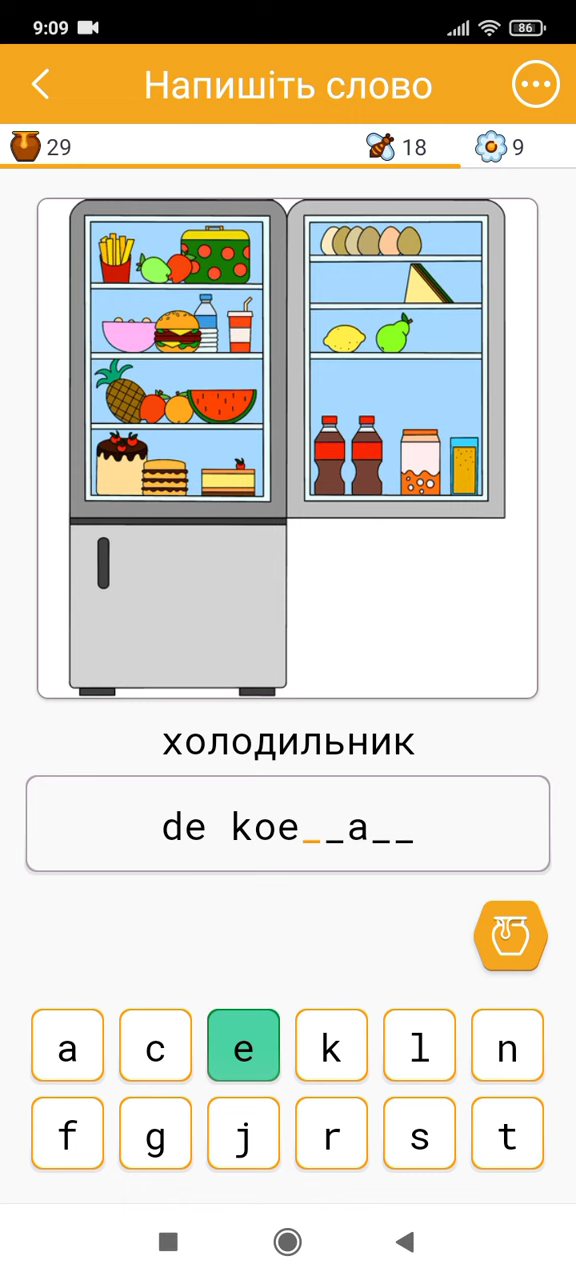 9:09 86
Напишіть слово
29 18 9
холодильник
de koe__a__
a c e k l n
f g j r s t